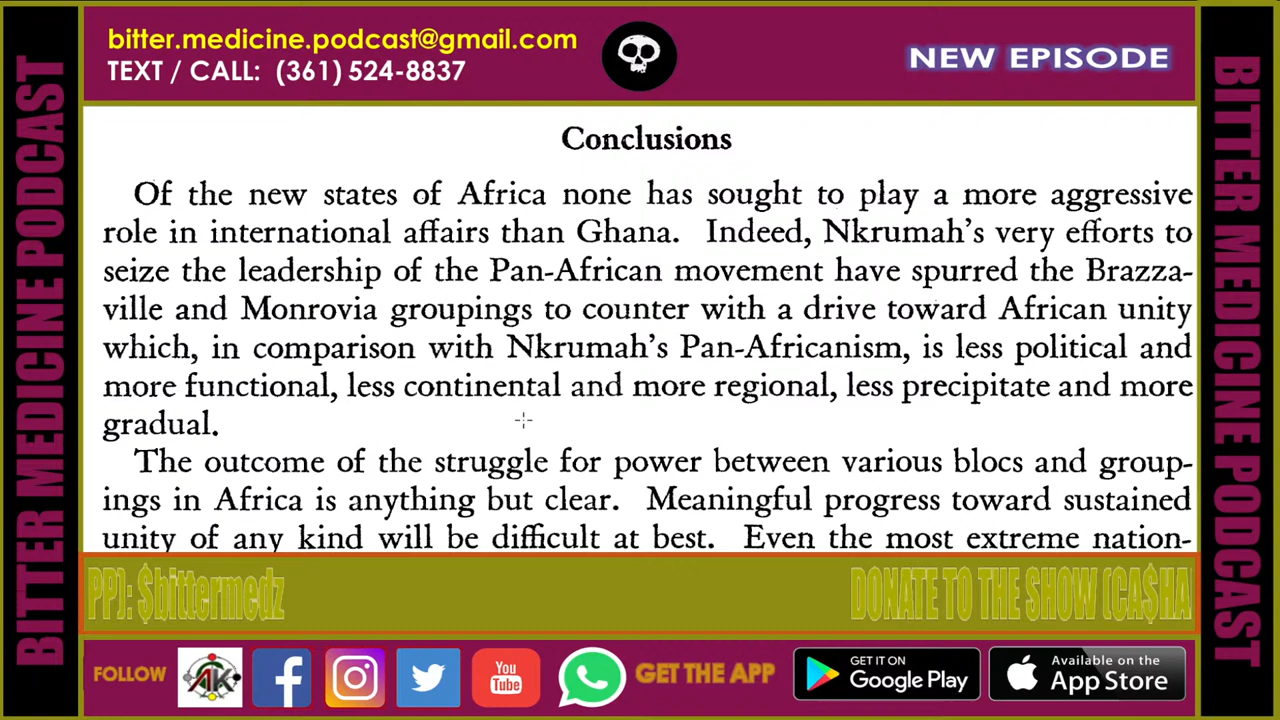 bitter.medicine.podcast@gmail.com
TEXT / CALL: (361) 524-8837
NEW EPISODE
BITTER MEDICINE PODCAST
Conclusions
Of the new states of Africa none has sought to play a more aggressive
role in international affairs than Ghana. Indeed, Nkrumah's very efforts to
seize the leadership of the Pan-African movement have spurred the Brazza-
ville and Monrovia groupings to counter with a drive toward African unity
which, in comparison with Nkrumah's Pan-Africanism, is less political and
more functional, less continental and more regional, less precipitate and more
gradual.
The outcome of the struggle for power between various blocs and group-
ings in Africa is anything but clear. Meaningful progress toward sustained
unity of any kind will be difficult at best. Even the most extreme nation-
BITTER MEDICINE PODCAST
PP): $bittermedz
DONATE TO THE SHOW (CA$HA
FOLLOW
ATK
You
Tube
GET THE APP
GET IT ON
Google Play
Available on the
App Store